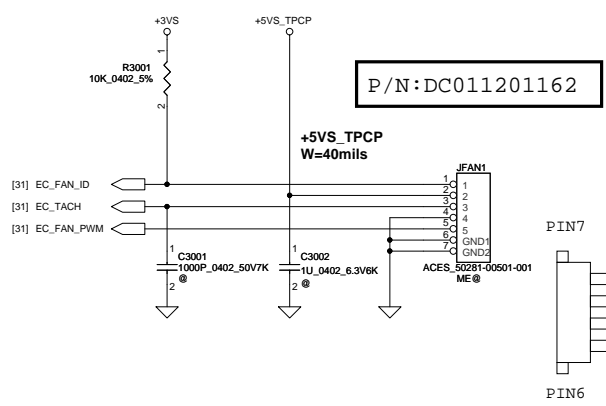 +3VS
+5VS_TPCP
1
R3001
10K_0402_5%
2
2
P/N:DC011201162
+5VS_TPCP
W=40mils
JFAN1
[31] EC_FAN_ID
[31] EC_TACH
[31] EC_FAN_PWM
1 1
2 2
3 3
4 4
5 5
6 GND1
7 GND2
ACES_50281-00501-001
ME@
1
C3001
1000P_0402_50V7K
@
2
1
C3002
1U_0402_6.3V6K
@
2
PIN7
PIN6